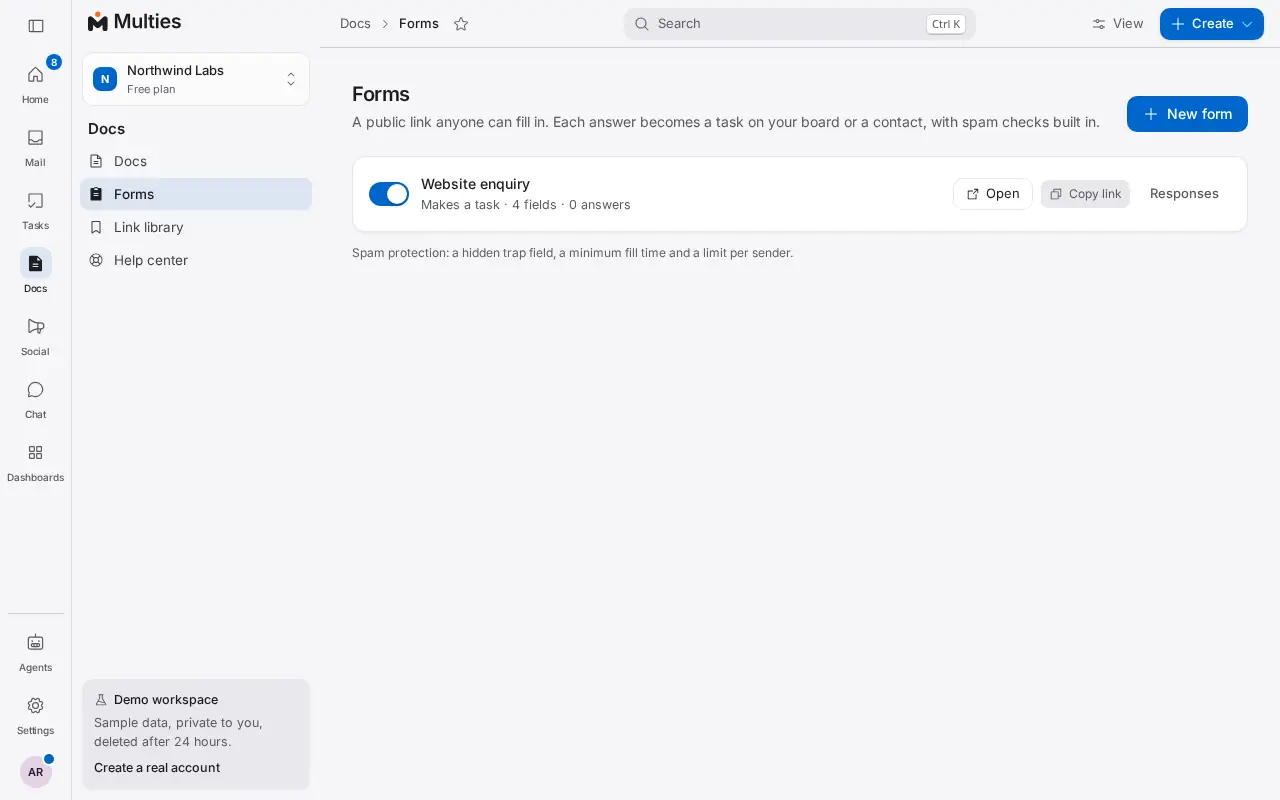 Multies
Docs
Forms
Search
Ctrl K
View
Create
8
Home
Mail
Tasks
Docs
Social
Chat
Dashboards
Agents
Settings
AR
N
Northwind Labs
Free plan
Docs
Docs
Forms
Link library
Help center
Demo workspace
Sample data, private to you,
deleted after 24 hours.
Create a real account
Forms
A public link anyone can fill in. Each answer becomes a task on your board or a contact, with spam checks built in.
New form
Website enquiry
Makes a task · 4 fields · 0 answers
Open
Copy link
Responses
Spam protection: a hidden trap field, a minimum fill time and a limit per sender.